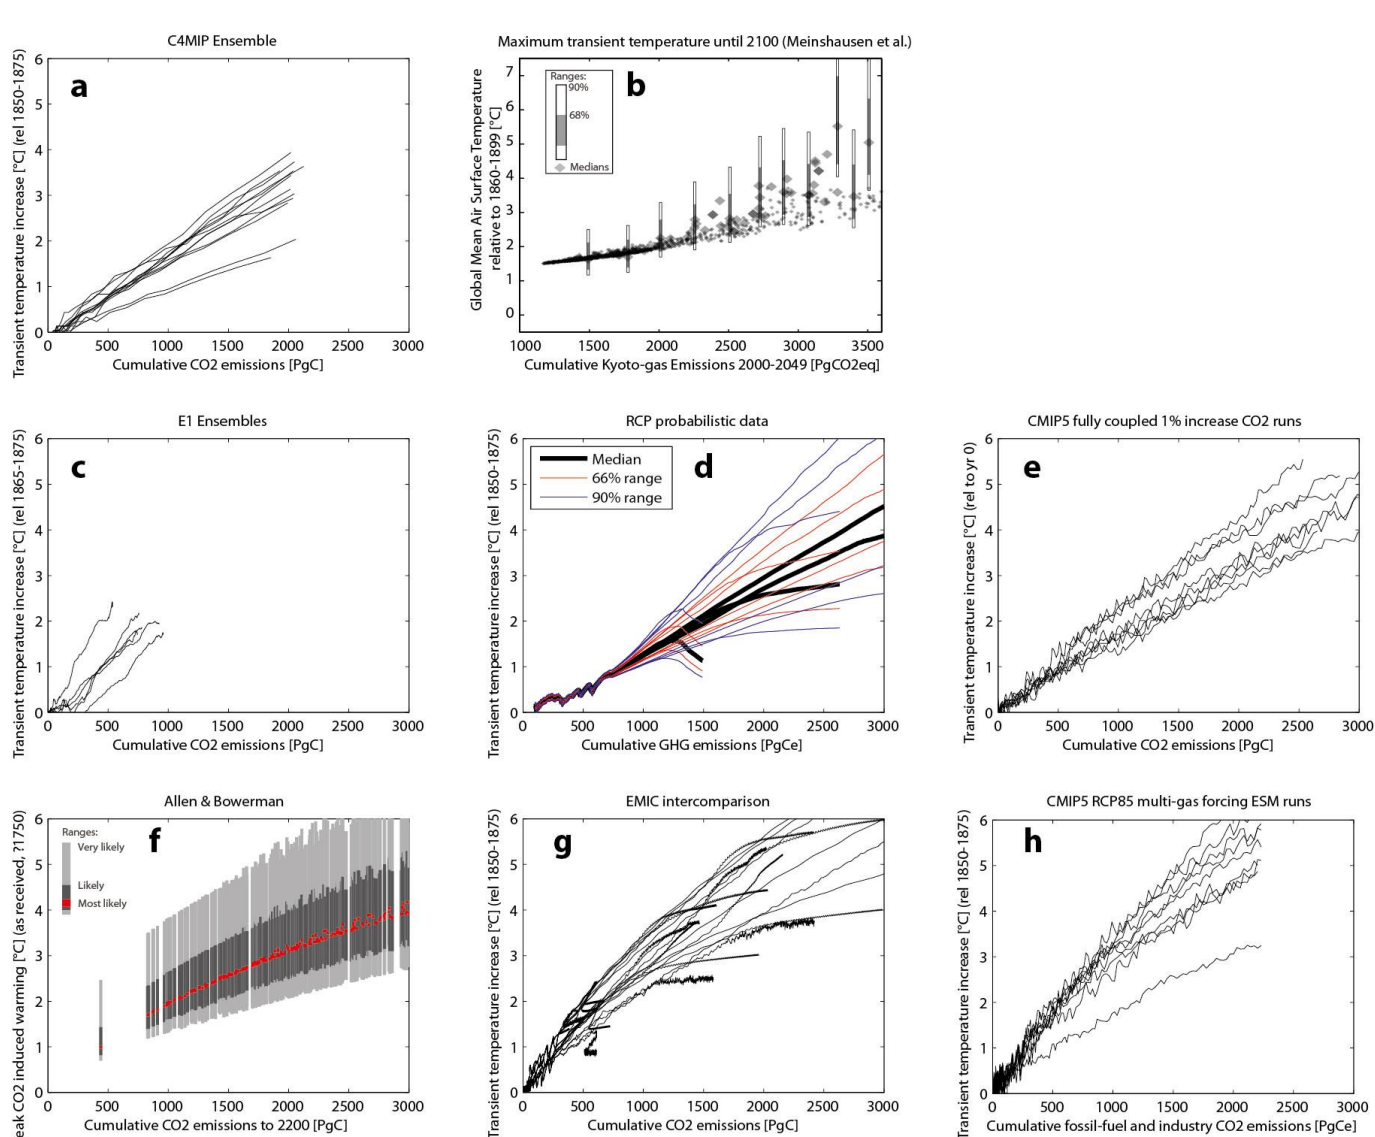 C4MIP Ensemble
Transient temperature increase [°C] (rel 1850-1875)
a
6
5
4
3
2
1
0
0 500 1000 1500 2000 2500 3000
Cumulative CO2 emissions [PgC]
Maximum transient temperature until 2100 (Meinshausen et al.)
Global Mean Air Surface Temperature
relative to 1860-1899 [°C]
b
Ranges:
90%
68%
Medians
7
6
5
4
3
2
1
0
1000 1500 2000 2500 3000 3500
Cumulative Kyoto-gas Emissions 2000-2049 [PgCO2eq]
E1 Ensembles
Transient temperature increase [°C] (rel 1865-1875)
c
6
5
4
3
2
1
0
0 500 1000 1500 2000 2500 3000
Cumulative CO2 emissions [PgC]
RCP probabilistic data
Transient temperature increase [°C] (rel 1850-1875)
Median
66% range
90% range
d
6
5
4
3
2
1
0
0 500 1000 1500 2000 2500 3000
Cumulative GHG emissions [PgCe]
CMIP5 fully coupled 1% increase CO2 runs
Transient temperature increase [°C] (rel to yr 0)
e
6
5
4
3
2
1
0
0 500 1000 1500 2000 2500 3000
Cumulative CO2 emissions [PgC]
Allen & Bowerman
eak CO2 induced warming [°C] (as received, ?1750)
Ranges:
Very likely
Likely
Most likely
f
6
5
4
3
2
1
0
0 500 1000 1500 2000 2500 3000
Cumulative CO2 emissions to 2200 [PgC]
EMIC intercomparison
Transient temperature increase [°C] (rel 1850-1875)
g
6
5
4
3
2
1
0
0 500 1000 1500 2000 2500 3000
Cumulative CO2 emissions [PgC]
CMIP5 RCP85 multi-gas forcing ESM runs
Transient temperature increase [°C] (rel 1850-1875)
h
6
5
4
3
2
1
0
0 500 1000 1500 2000 2500 3000
Cumulative fossil-fuel and industry CO2 emissions [PgCe]